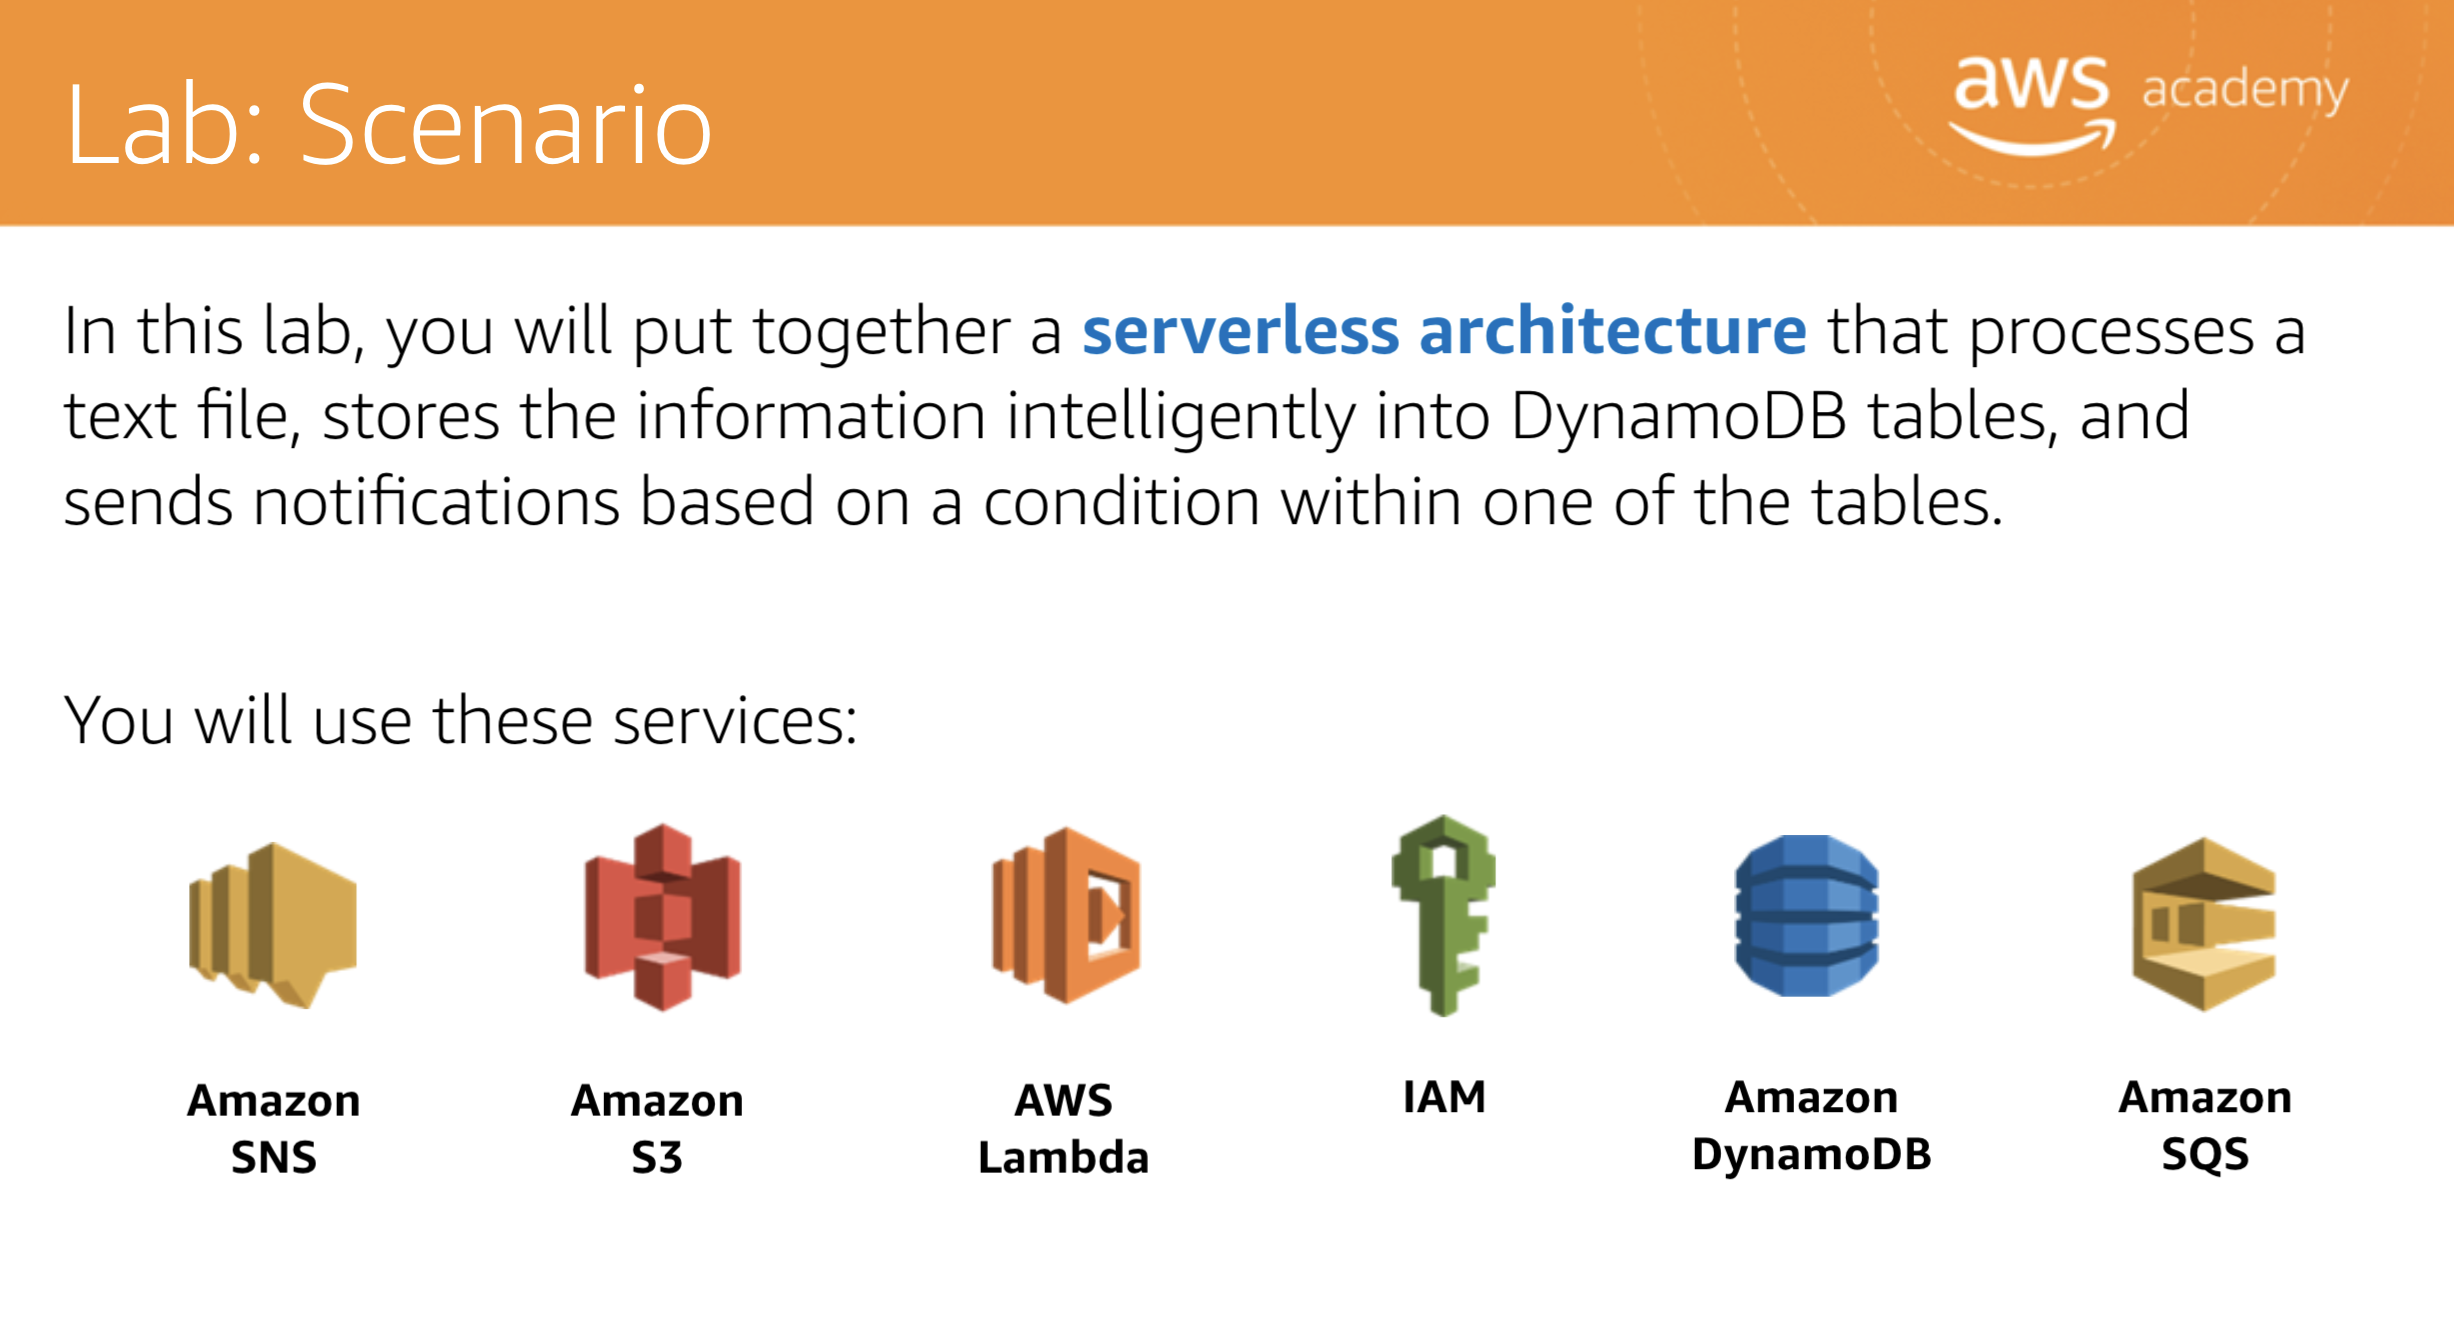 Lab: Scenario
aws academy
In this lab, you will put together a serverless architecture that processes a
text file, stores the information intelligently into DynamoDB tables, and
sends notifications based on a condition within one of the tables.
You will use these services:
Amazon
SNS
Amazon
S3
AWS
Lambda
IAM
Amazon
DynamoDB
Amazon
SQS